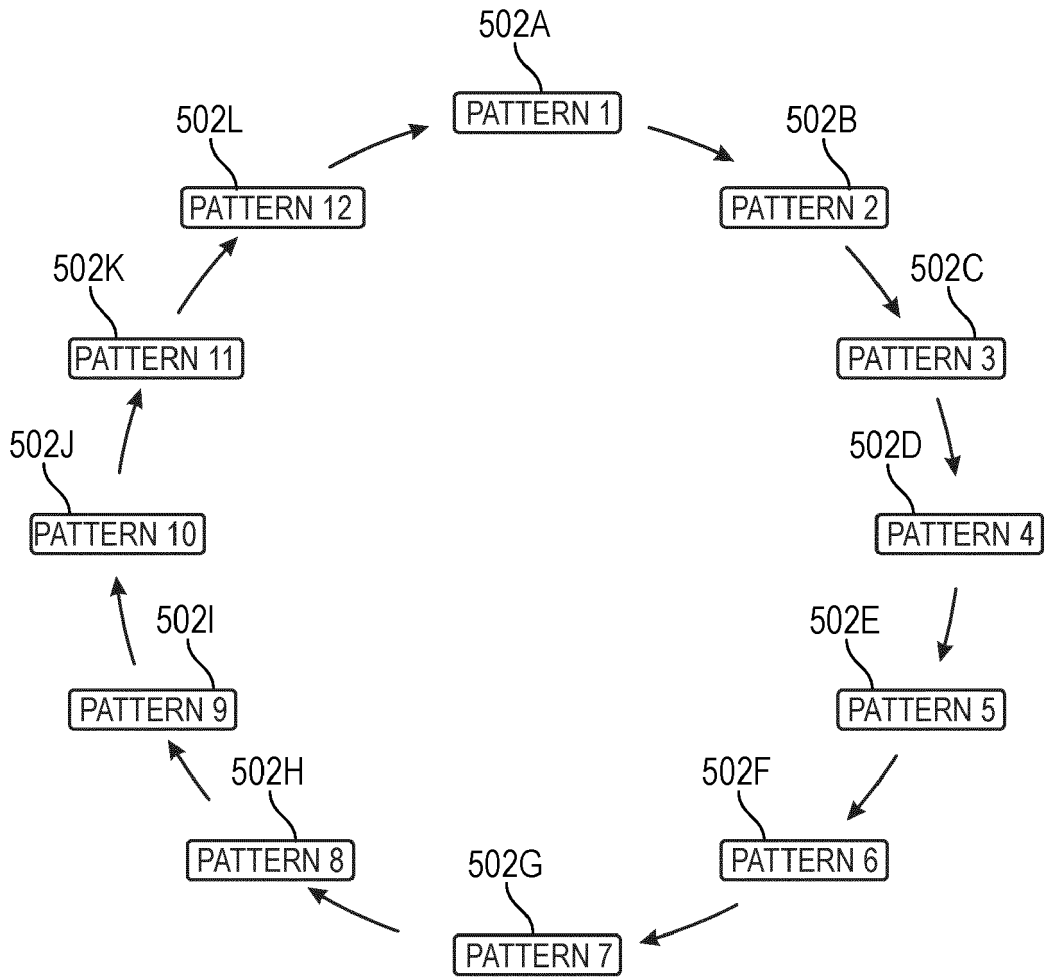 502A
PATTERN 1
502B
PATTERN 2
502C
PATTERN 3
502D
PATTERN 4
502E
PATTERN 5
502F
PATTERN 6
502G
PATTERN 7
502H
PATTERN 8
502I
PATTERN 9
502J
PATTERN 10
502K
PATTERN 11
502L
PATTERN 12